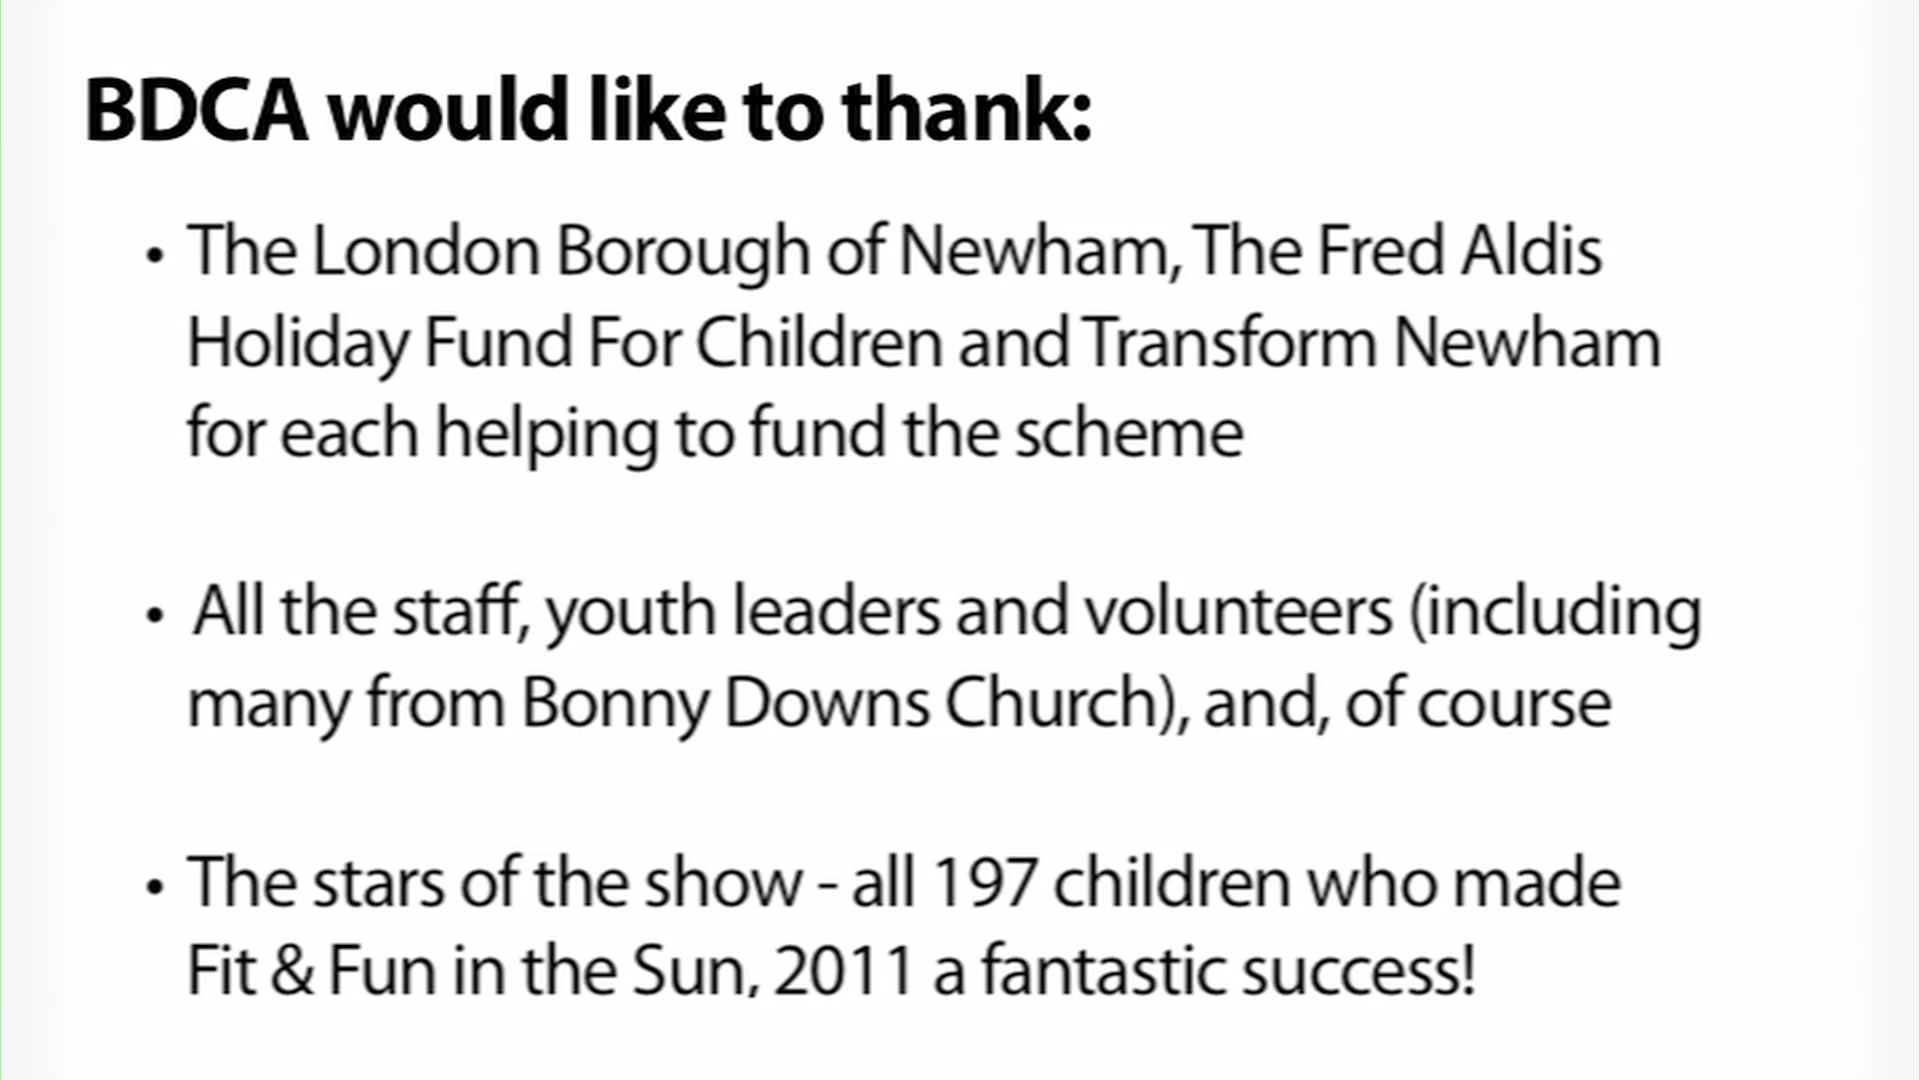 BDCA would like to thank:
• The London Borough of Newham, The Fred Aldis
Holiday Fund For Children and Transform Newham
for each helping to fund the scheme
• All the staff, youth leaders and volunteers (including
many from Bonny Downs Church), and, of course
• The stars of the show - all 197 children who made
Fit & Fun in the Sun, 2011 a fantastic success!